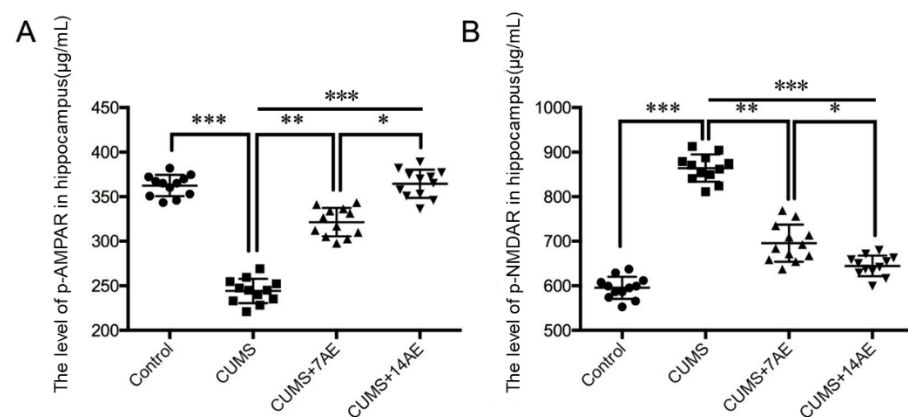 A
The level of p-AMPAR in hippocampus(μg/mL)
450
400
350
300
250
200
***
***
**
*
Control
CUMS
CUMS+7AE
CUMS+14AE
B
The level of p-NMDAR in hippocampus(μg/mL)
1000
900
800
700
600
500
***
***
**
*
Control
CUMS
CUMS+7AE
CUMS+14AE